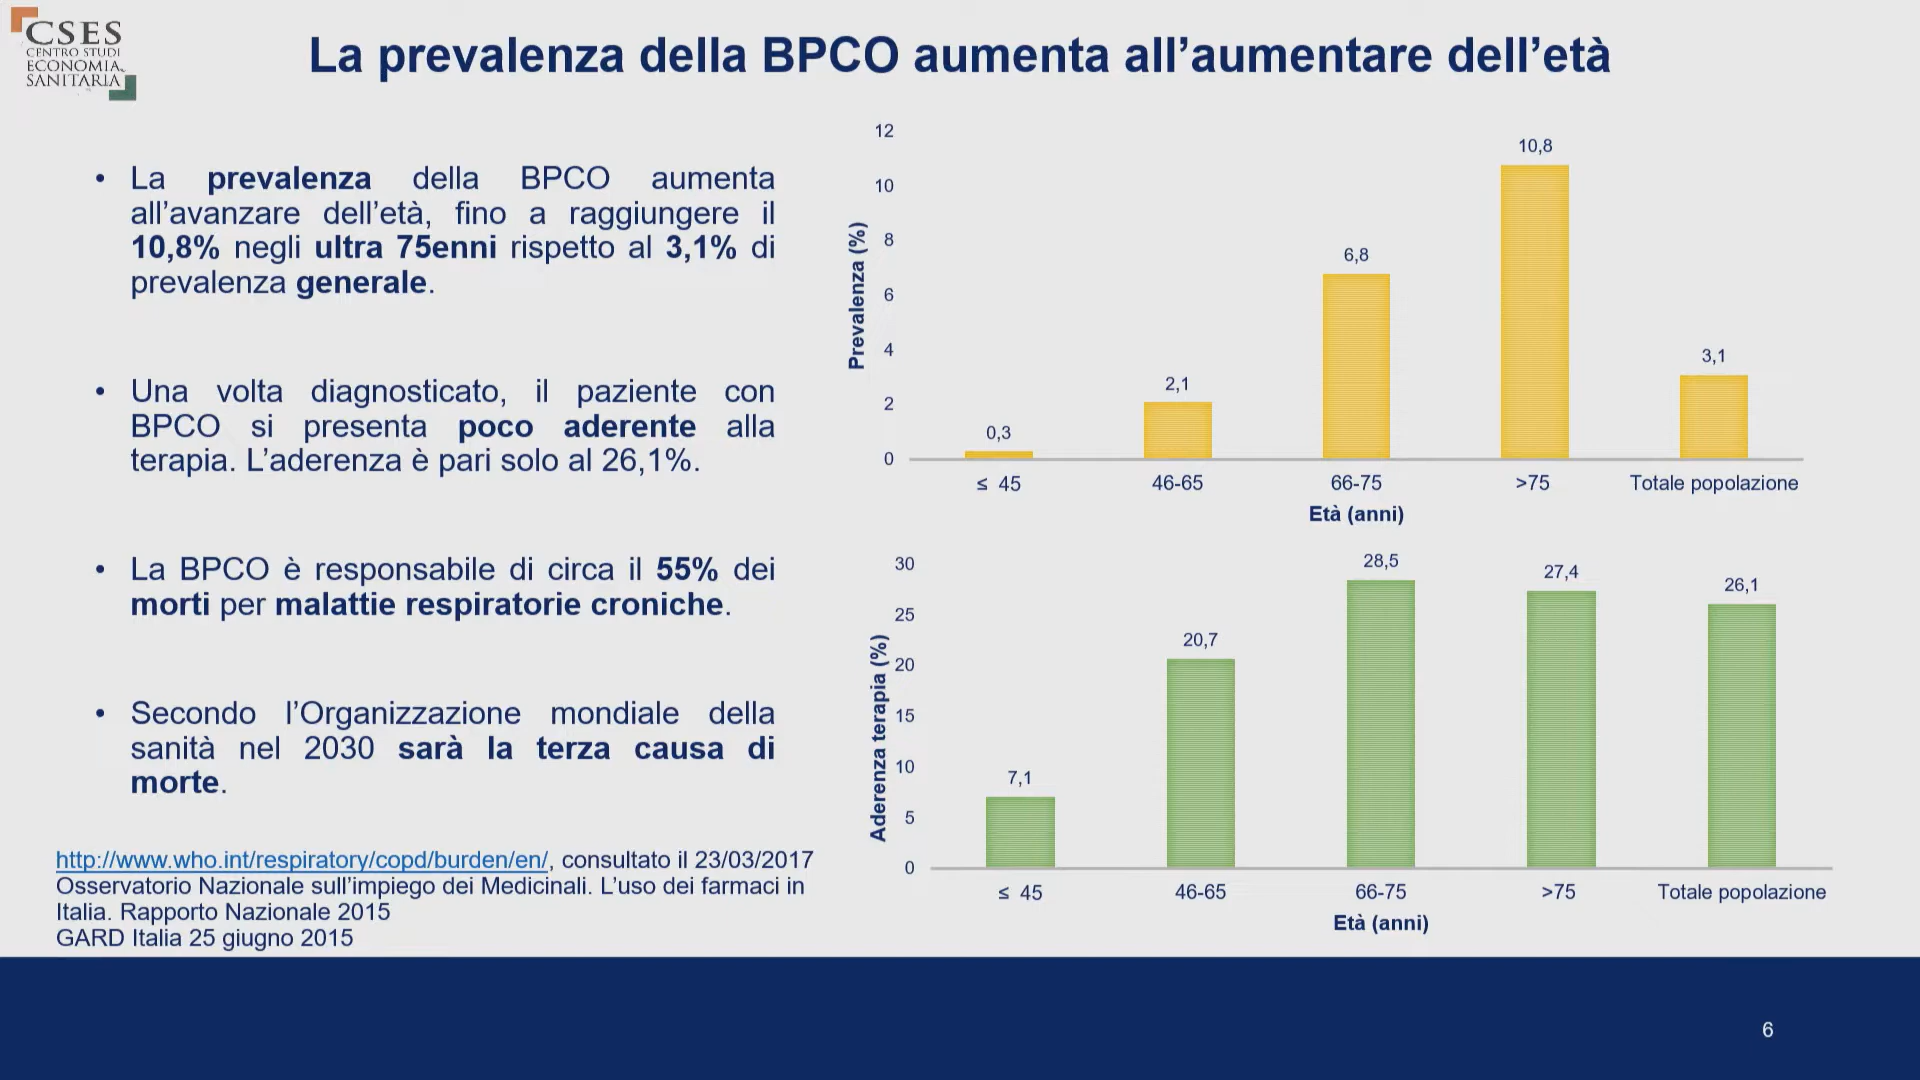 CSES
CENTRO STUDI
ECONOMIA
SANITARIA
La prevalenza della BPCO aumenta all’aumentare dell’età
• La prevalenza della BPCO aumenta
all’avanzare dell’età, fino a raggiungere il
10,8% negli ultra 75enni rispetto al 3,1% di
prevalenza generale.
• Una volta diagnosticato, il paziente con
BPCO si presenta poco aderente alla
terapia. L’aderenza è pari solo al 26,1%.
• La BPCO è responsabile di circa il 55% dei
morti per malattie respiratorie croniche.
• Secondo l’Organizzazione mondiale della
sanità nel 2030 sarà la terza causa di
morte.
http://www.who.int/respiratory/copd/burden/en/, consultato il 23/03/2017
Osservatorio Nazionale sull’impiego dei Medicinali. L’uso dei farmaci in
Italia. Rapporto Nazionale 2015
GARD Italia 25 giugno 2015
Prevalenza (%)
12
10
8
6
4
2
0
0,3
2,1
6,8
10,8
3,1
≤ 45
46-65
66-75
>75
Totale popolazione
Età (anni)
Aderenza terapia (%)
30
25
20
15
10
5
0
7,1
20,7
28,5
27,4
26,1
≤ 45
46-65
66-75
>75
Totale popolazione
Età (anni)
6